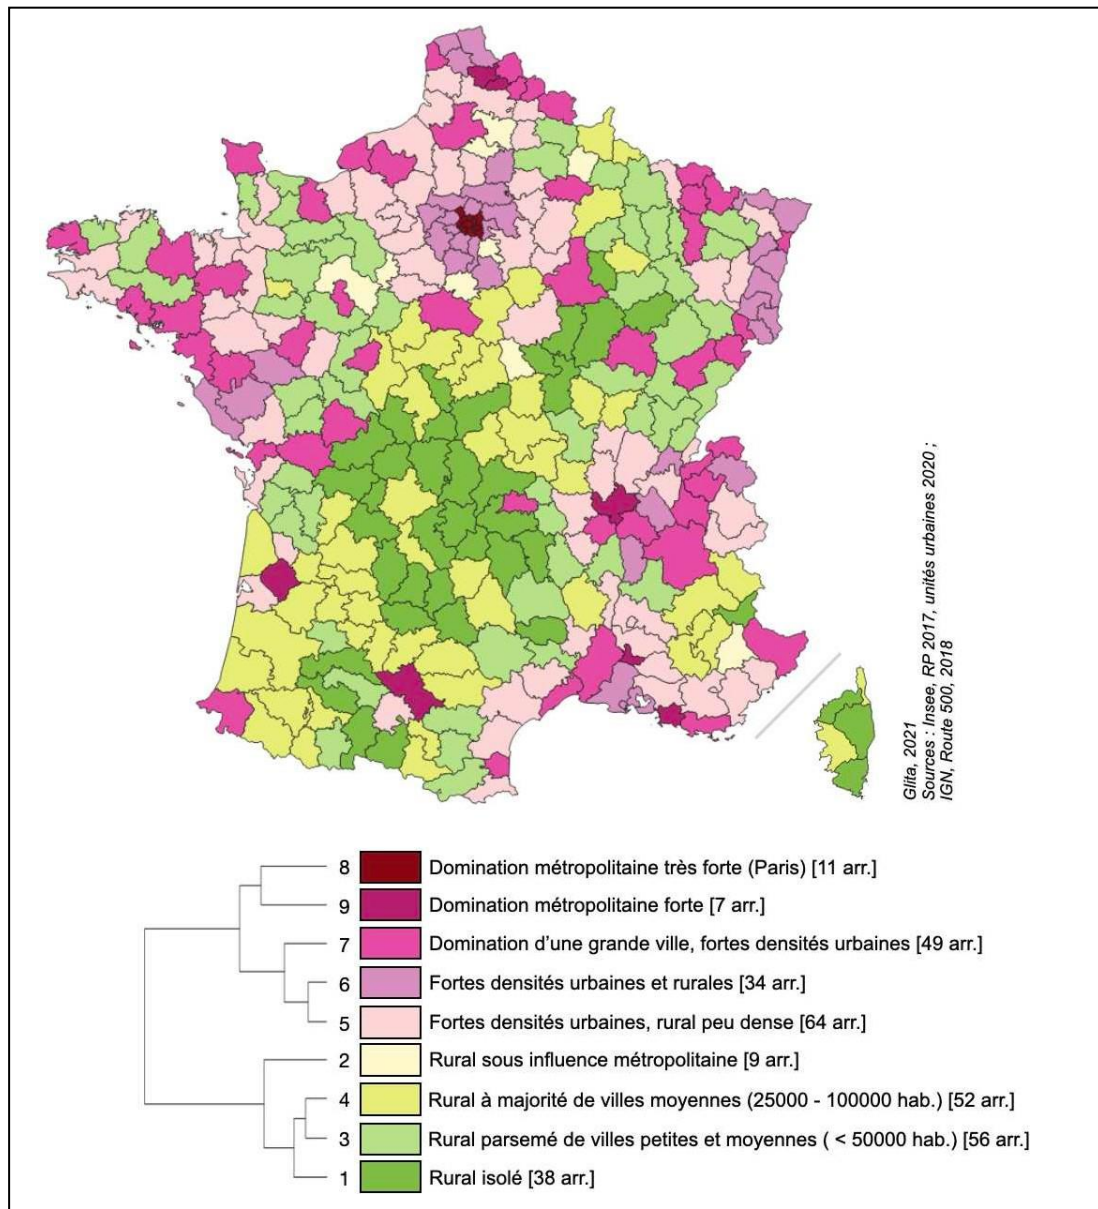 Glita, 2021
Sources : Insee, RP 2017, unités urbaines 2020 ;
IGN, Route 500, 2018
8 Domination métropolitaine très forte (Paris) [11 arr.]
9 Domination métropolitaine forte [7 arr.]
7 Domination d'une grande ville, fortes densités urbaines [49 arr.]
6 Fortes densités urbaines et rurales [34 arr.]
5 Fortes densités urbaines, rural peu dense [64 arr.]
2 Rural sous influence métropolitaine [9 arr.]
4 Rural à majorité de villes moyennes (25000 - 100000 hab.) [52 arr.]
3 Rural parsemé de villes petites et moyennes ( < 50000 hab.) [56 arr.]
1 Rural isolé [38 arr.]